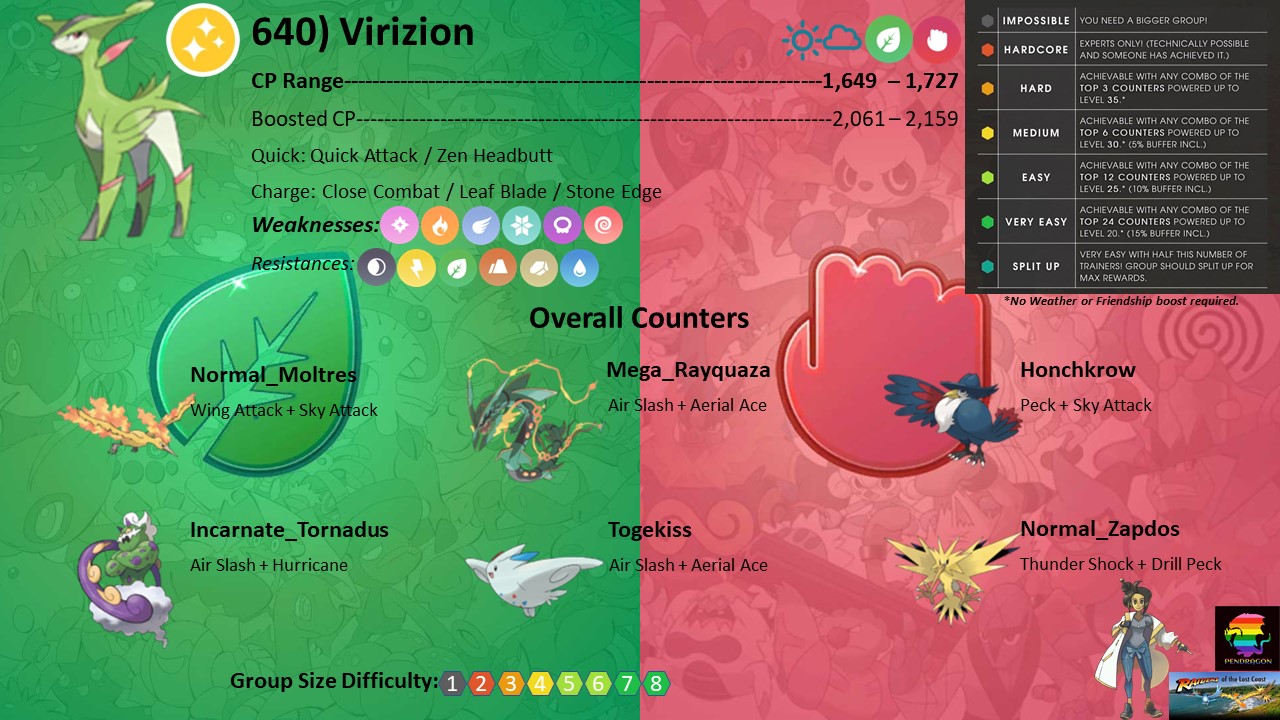 640) Virizion
CP Range----------------------------------------------------------------------------------1,649 – 1,727
Boosted CP----------------------------------------------------------------------------------2,061 – 2,159
Quick: Quick Attack / Zen Headbutt
Charge: Close Combat / Leaf Blade / Stone Edge
Weaknesses:
Resistances:
IMPOSSIBLE YOU NEED A BIGGER GROUP!
HARDCORE EXPERTS ONLY! (TECHNICALLY POSSIBLE
AND SOMEONE HAS ACHIEVED IT.)
HARD ACHIEVABLE WITH ANY COMBO OF THE
TOP 3 COUNTERS POWERED UP TO
LEVEL 35.*
MEDIUM ACHIEVABLE WITH ANY COMBO OF THE
TOP 6 COUNTERS POWERED UP TO
LEVEL 30.* (5% BUFFER INCL.)
EASY ACHIEVABLE WITH ANY COMBO OF THE
TOP 12 COUNTERS POWERED UP TO
LEVEL 25.* (10% BUFFER INCL.)
VERY EASY ACHIEVABLE WITH ANY COMBO OF THE
TOP 24 COUNTERS POWERED UP TO
LEVEL 20.* (15% BUFFER INCL.)
SPLIT UP VERY EASY WITH HALF THIS NUMBER OF
TRAINERS! GROUP SHOULD SPLIT UP FOR
MAX REWARDS.
*No Weather or Friendship boost required.
Overall Counters
Normal_Moltres
Wing Attack + Sky Attack
Mega_Rayquaza
Air Slash + Aerial Ace
Honchkrow
Peck + Sky Attack
Incarnate_Tornadus
Air Slash + Hurricane
Togekiss
Air Slash + Aerial Ace
Normal_Zapdos
Thunder Shock + Drill Peck
Group Size Difficulty: 1 2 3 4 5 6 7 8
PENDRAGON
RAIDERS of the Lost Coast